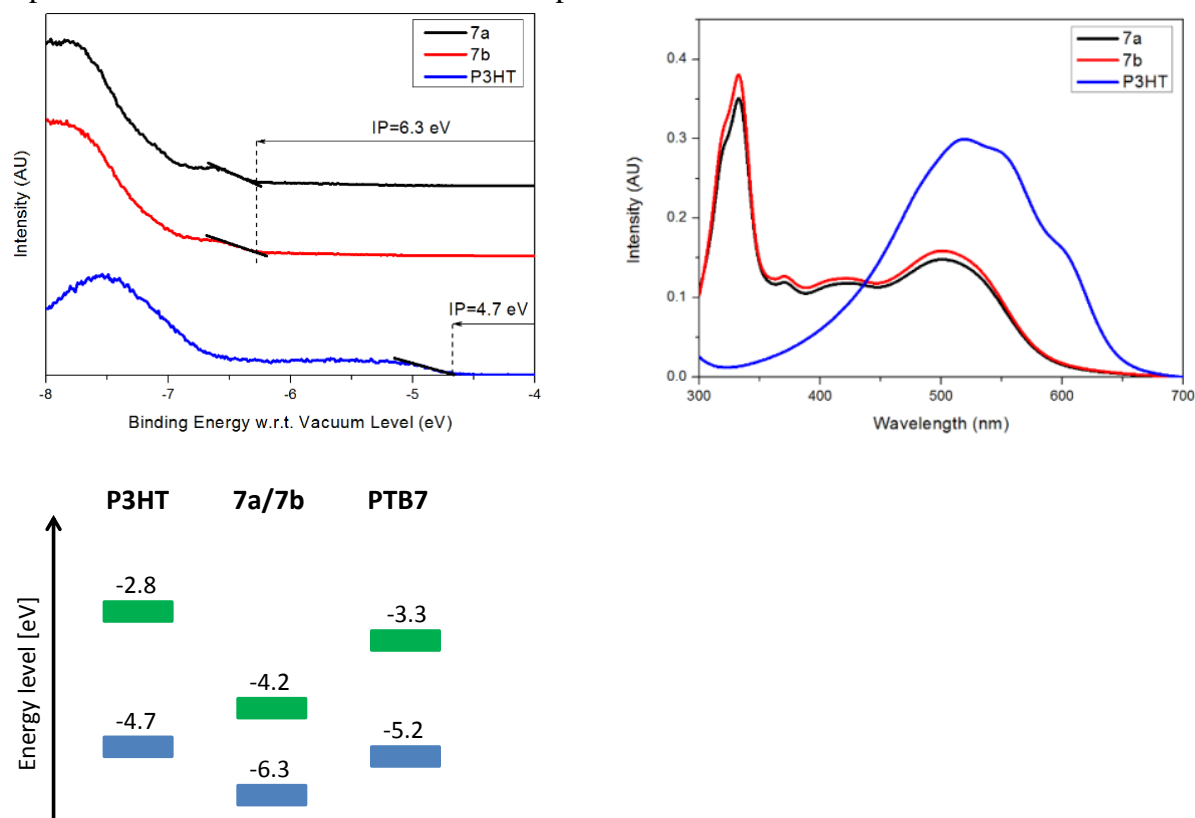 7a
7b
P3HT
IP=6.3 eV
IP=4.7 eV
Intensity (AU)
-8 -7 -6 -5 -4
Binding Energy w.r.t. Vacuum Level (eV)
7a
7b
P3HT
0.4
0.3
0.2
0.1
0.0
Intensity (AU)
300 400 500 600 700
Wavelength (nm)
P3HT 7a/7b PTB7
Energy level [eV]
-2.8
-3.3
-4.2
-4.7
-5.2
-6.3